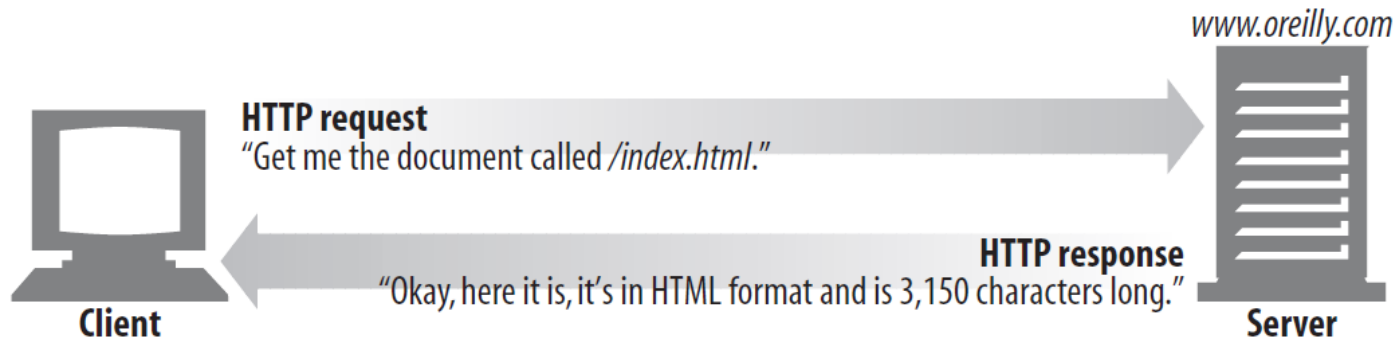 www.oreilly.com
HTTP request
“Get me the document called /index.html.”
HTTP response
“Okay, here it is, it’s in HTML format and is 3,150 characters long.”
Client
Server